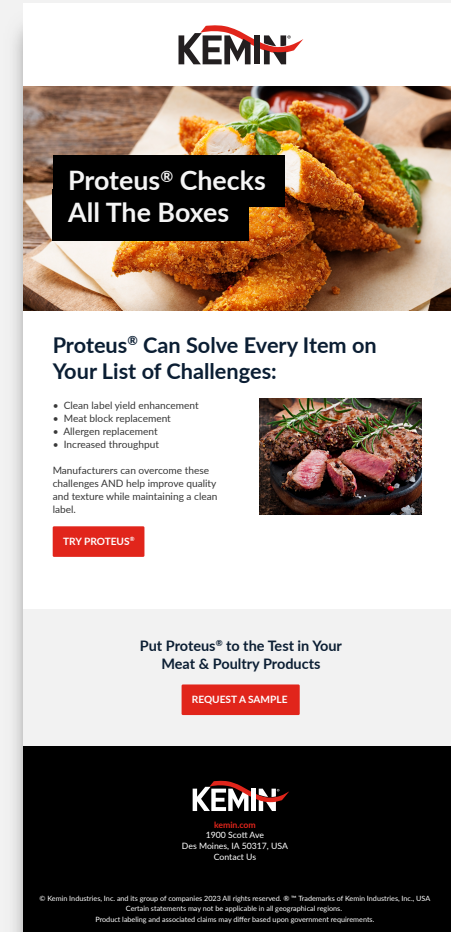 KEMIN®
Proteus® Checks
All The Boxes
Proteus® Can Solve Every Item on
Your List of Challenges:
• Clean label yield enhancement
• Meat block replacement
• Allergen replacement
• Increased throughput
Manufacturers can overcome these
challenges AND help improve quality
and texture while maintaining a clean
label.
TRY PROTEUS®
Put Proteus® to the Test in Your
Meat & Poultry Products
REQUEST A SAMPLE
KEMIN®
kemin.com
1900 Scott Ave
Des Moines, IA 50317, USA
Contact Us
© Kemin Industries, Inc. and its group of companies 2023 All rights reserved. ® ™ Trademarks of Kemin Industries, Inc., USA
Certain statements may not be applicable in all geographical regions.
Product labeling and associated claims may differ based upon government requirements.